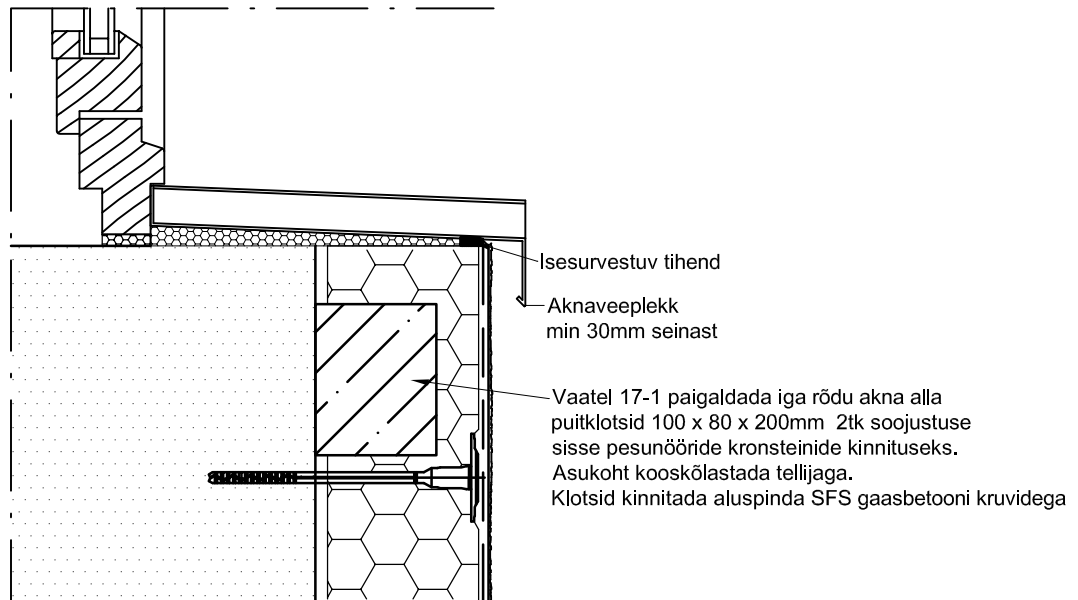 Isesurvestuv tihend
Aknaveeplekk
min 30mm seinast
Vaatel 17-1 paigaldada iga rõdu akna alla
puitklotsid 100 x 80 x 200mm 2tk soojustuse
sisse pesunööride kronsteinide kinnituseks.
Asukoht kooskõlastada tellijaga.
Klotsid kinnitada aluspinda SFS gaasbetooni kruvidega